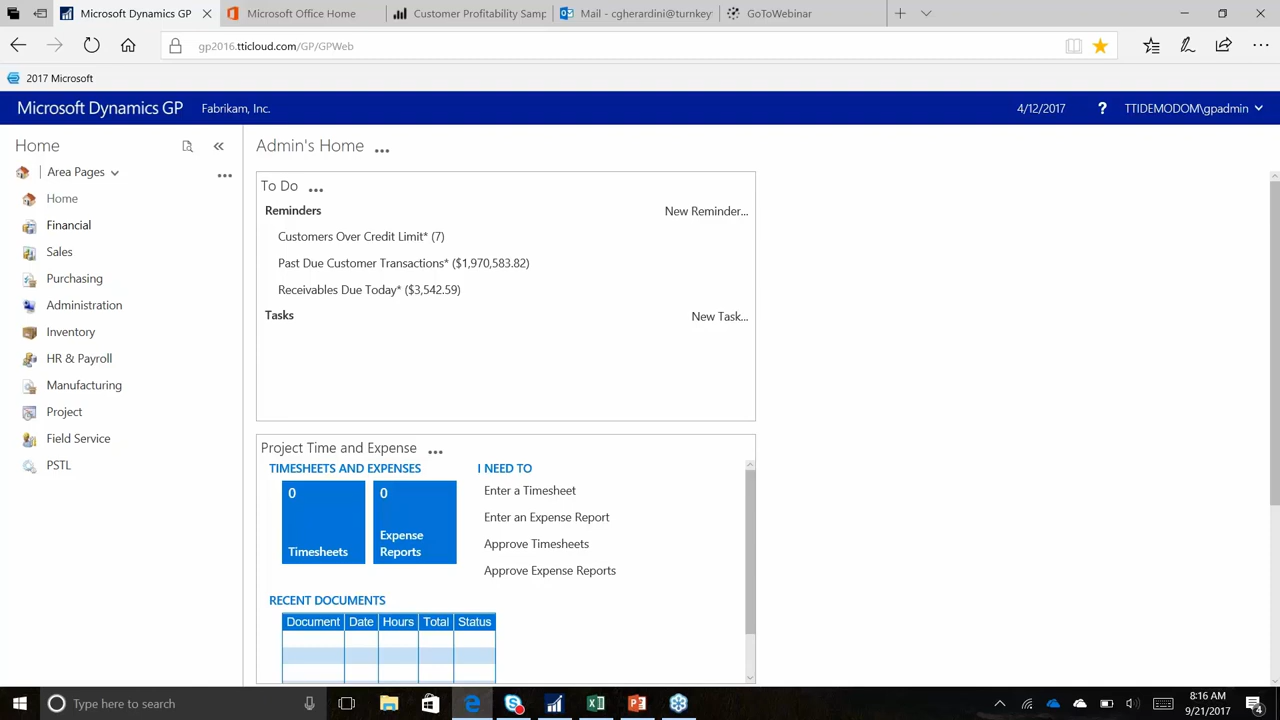 Microsoft Dynamics GP
Microsoft Office Home
Customer Profitability Samp
Mail - cgherardini@turnkey
GoToWebinar
gp2016.tticloud.com/GP/GPWeb
2017 Microsoft
Microsoft Dynamics GP
Fabrikam, Inc.
4/12/2017
?
TTIDEMODOM\gpadmin
Home
Area Pages
Home
Financial
Sales
Purchasing
Administration
Inventory
HR & Payroll
Manufacturing
Project
Field Service
PSTL
Admin's Home
To Do
Reminders
New Reminder...
Customers Over Credit Limit* (7)
Past Due Customer Transactions* ($1,970,583.82)
Receivables Due Today* ($3,542.59)
Tasks
New Task...
Project Time and Expense
TIMESHEETS AND EXPENSES
0
Timesheets
0
Expense
Reports
I NEED TO
Enter a Timesheet
Enter an Expense Report
Approve Timesheets
Approve Expense Reports
RECENT DOCUMENTS
Document Date Hours Total Status
Type here to search
8:16 AM
9/21/2017
4